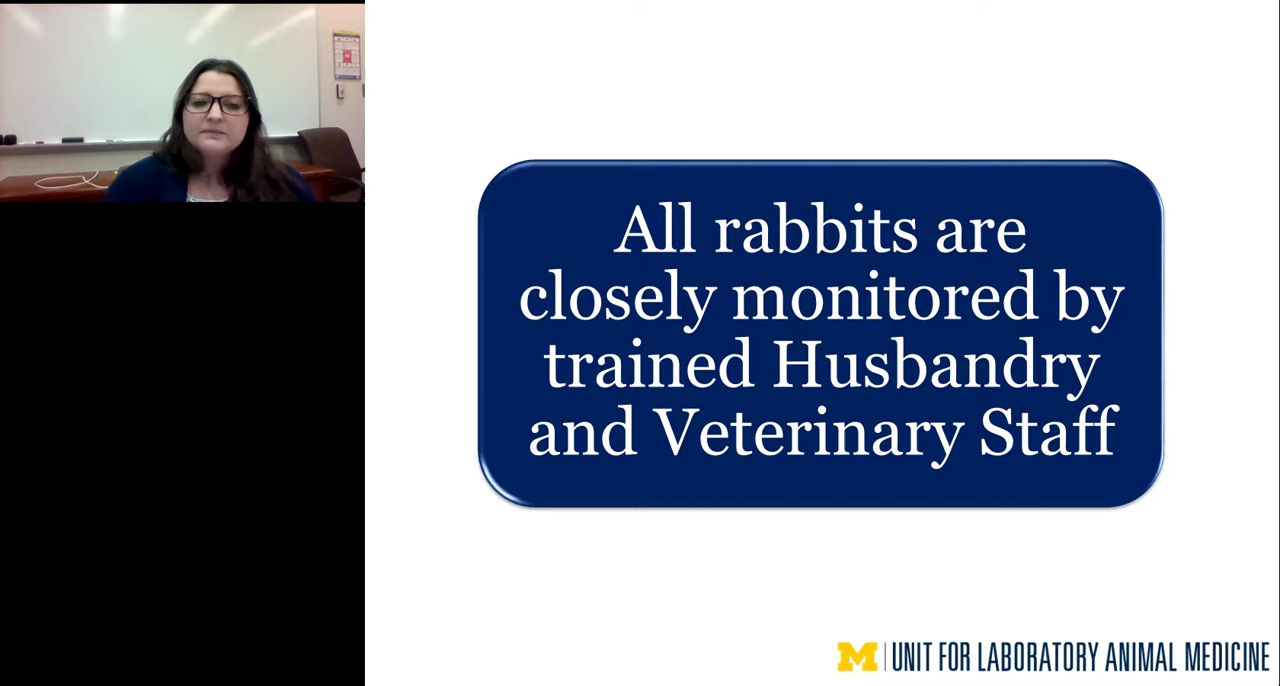 All rabbits are
closely monitored by
trained Husbandry
and Veterinary Staff
M | UNIT FOR LABORATORY ANIMAL MEDICINE